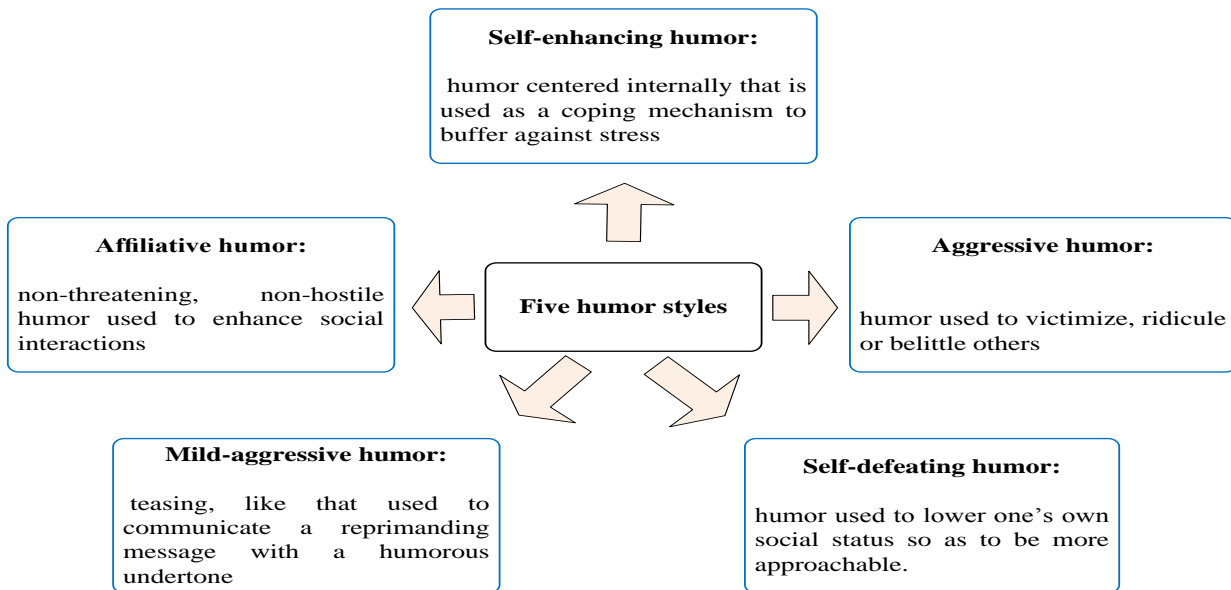 Self-enhancing humor:
humor centered internally that is
used as a coping mechanism to
buffer against stress
Affiliative humor:
non-threatening, non-hostile
humor used to enhance social
interactions
Five humor styles
Aggressive humor:
humor used to victimize, ridicule
or belittle others
Mild-aggressive humor:
teasing, like that used to
communicate a reprimanding
message with a humorous
undertone
Self-defeating humor:
humor used to lower one’s own
social status so as to be more
approachable.